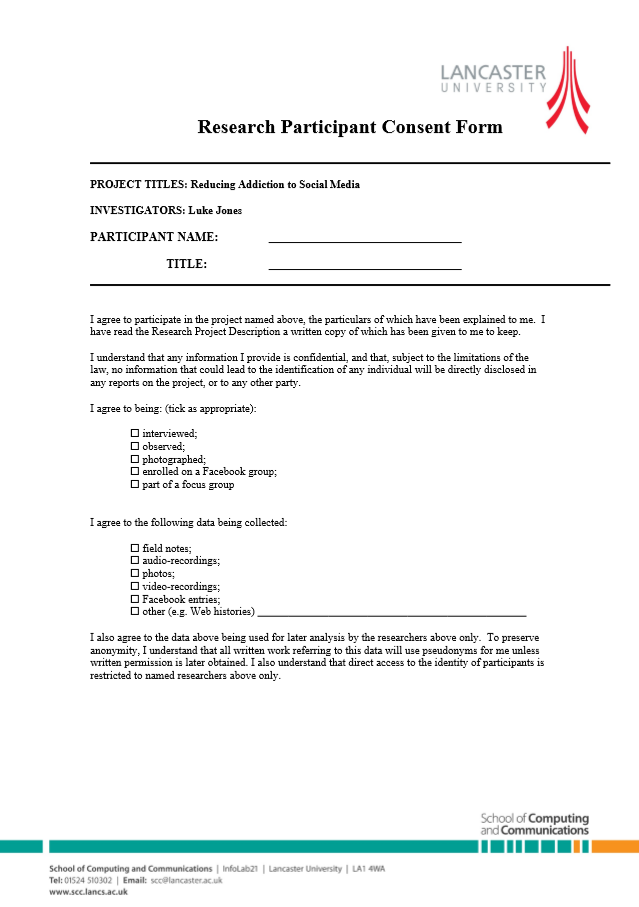 LANCASTER
UNIVERSITY
Research Participant Consent Form
PROJECT TITLES: Reducing Addiction to Social Media
INVESTIGATORS: Luke Jones
PARTICIPANT NAME: ________________
TITLE: ________________
I agree to participate in the project named above, the particulars of which have been explained to me. I
have read the Research Project Description a written copy of which has been given to me to keep.
I understand that any information I provide is confidential, and that, subject to the limitations of the
law, no information that could lead to the identification of any individual will be directly disclosed in
any reports on the project, or to any other party.
I agree to being: (tick as appropriate):
☐ interviewed;
☐ observed;
☐ photographed;
☐ enrolled on a Facebook group;
☐ part of a focus group
I agree to the following data being collected:
☐ field notes;
☐ audio-recordings;
☐ photos;
☐ video-recordings;
☐ Facebook entries;
☐ other (e.g. Web histories) ________________
I also agree to the data above being used for later analysis by the researchers above only. To preserve
anonymity, I understand that all written work referring to this data will use pseudonyms for me unless
written permission is later obtained. I also understand that direct access to the identity of participants is
restricted to named researchers above only.
School of Computing
and Communications
School of Computing and Communications | InfoLab21 | Lancaster University | LA1 4WA
Tel: 01524 510302 | Email: scc@lancaster.ac.uk
www.scc.lancs.ac.uk